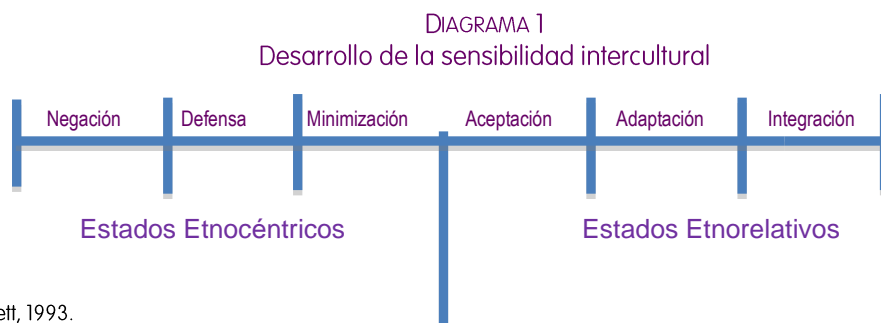 DIAGRAMA 1
Desarrollo de la sensibilidad intercultural
Negación Defensa Minimización Aceptación Adaptación Integración
Estados Etnocéntricos Estados Etnorelativos
ett, 1993.